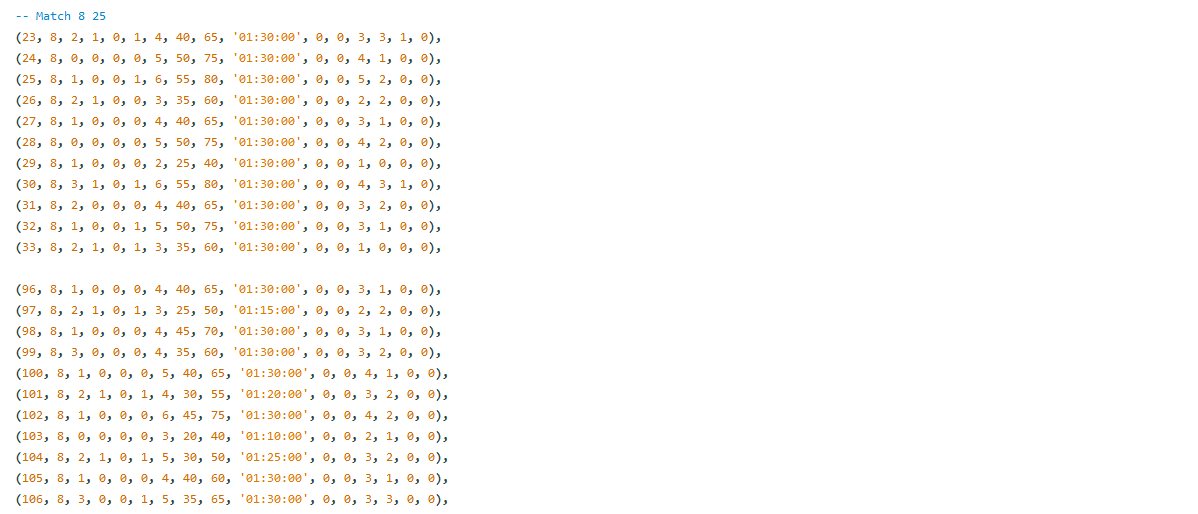 -- Match 8 25
(23, 8, 2, 1, 0, 1, 4, 40, 65, '01:30:00', 0, 0, 3, 3, 1, 0),
(24, 8, 0, 0, 0, 0, 5, 50, 75, '01:30:00', 0, 0, 4, 1, 0, 0),
(25, 8, 1, 0, 0, 1, 6, 55, 80, '01:30:00', 0, 0, 5, 2, 0, 0),
(26, 8, 2, 1, 0, 0, 3, 35, 60, '01:30:00', 0, 0, 2, 2, 0, 0),
(27, 8, 1, 0, 0, 0, 4, 40, 65, '01:30:00', 0, 0, 3, 1, 0, 0),
(28, 8, 0, 0, 0, 0, 5, 50, 75, '01:30:00', 0, 0, 4, 2, 0, 0),
(29, 8, 1, 0, 0, 0, 2, 25, 40, '01:30:00', 0, 0, 1, 0, 0, 0),
(30, 8, 3, 1, 0, 1, 6, 55, 80, '01:30:00', 0, 0, 4, 3, 1, 0),
(31, 8, 2, 0, 0, 0, 4, 40, 65, '01:30:00', 0, 0, 3, 2, 0, 0),
(32, 8, 1, 0, 0, 1, 5, 50, 75, '01:30:00', 0, 0, 3, 1, 0, 0),
(33, 8, 2, 1, 0, 1, 3, 35, 60, '01:30:00', 0, 0, 1, 0, 0, 0),
(96, 8, 1, 0, 0, 0, 4, 40, 65, '01:30:00', 0, 0, 3, 1, 0, 0),
(97, 8, 2, 1, 0, 1, 3, 25, 50, '01:15:00', 0, 0, 2, 2, 0, 0),
(98, 8, 1, 0, 0, 0, 4, 45, 70, '01:30:00', 0, 0, 3, 1, 0, 0),
(99, 8, 3, 0, 0, 0, 4, 35, 60, '01:30:00', 0, 0, 3, 2, 0, 0),
(100, 8, 1, 0, 0, 0, 5, 40, 65, '01:30:00', 0, 0, 4, 1, 0, 0),
(101, 8, 2, 1, 0, 1, 4, 30, 55, '01:20:00', 0, 0, 3, 2, 0, 0),
(102, 8, 1, 0, 0, 0, 6, 45, 75, '01:30:00', 0, 0, 4, 2, 0, 0),
(103, 8, 0, 0, 0, 0, 3, 20, 40, '01:10:00', 0, 0, 2, 1, 0, 0),
(104, 8, 2, 1, 0, 1, 5, 30, 50, '01:25:00', 0, 0, 3, 2, 0, 0),
(105, 8, 1, 0, 0, 0, 4, 40, 60, '01:30:00', 0, 0, 3, 1, 0, 0),
(106, 8, 3, 0, 0, 1, 5, 35, 65, '01:30:00', 0, 0, 3, 3, 0, 0),